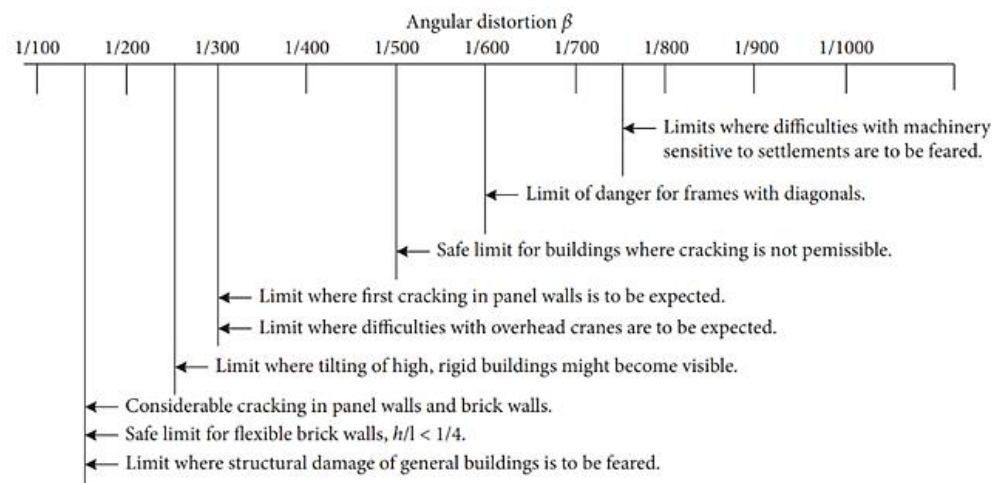 Angular distortion β
1/100 1/200 1/300 1/400 1/500 1/600 1/700 1/800 1/900 1/1000
Limits where difficulties with machinery
sensitive to settlements are to be feared.
Limit of danger for frames with diagonals.
Safe limit for buildings where cracking is not pemissible.
Limit where first cracking in panel walls is to be expected.
Limit where difficulties with overhead cranes are to be expected.
Limit where tilting of high, rigid buildings might become visible.
Considerable cracking in panel walls and brick walls.
Safe limit for flexible brick walls, h/l < 1/4.
Limit where structural damage of general buildings is to be feared.